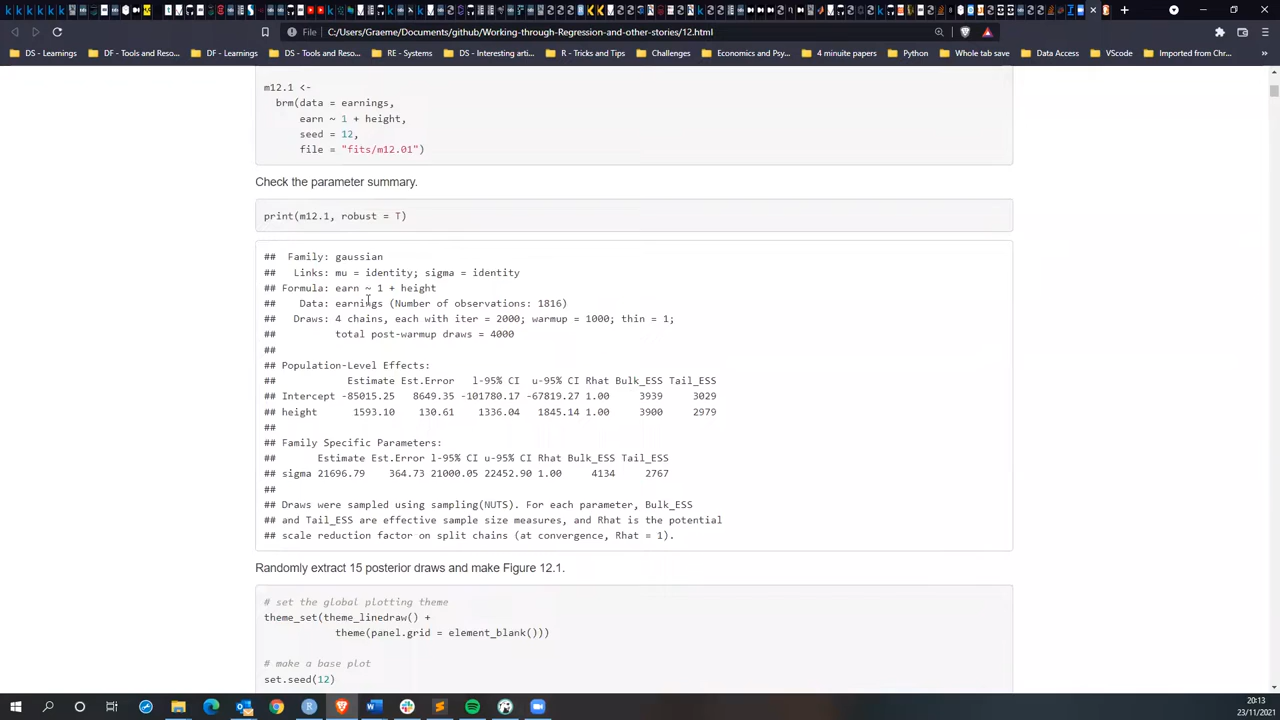 File | C:/Users/Graeme/Documents/github/Working-through-Regression-and-other-stories/12.html
DS - Learnings DF - Tools and Reso... DF - Learnings DS - Tools and Reso... RE - Systems DS - Interesting arti... R - Tricks and Tips Challenges Economics and Psy... 4 minuite papers Python Whole tab save Data Access VScode Imported from Chr...
m12.1 <-
brm(data = earnings,
earn ~ 1 + height,
seed = 12,
file = "fits/m12.01")
Check the parameter summary.
print(m12.1, robust = T)
## Family: gaussian
## Links: mu = identity; sigma = identity
## Formula: earn ~ 1 + height
## Data: earnings (Number of observations: 1816)
## Draws: 4 chains, each with iter = 2000; warmup = 1000; thin = 1;
## total post-warmup draws = 4000
##
## Population-Level Effects:
## Estimate Est.Error l-95% CI u-95% CI Rhat Bulk_ESS Tail_ESS
## Intercept -85015.25 8649.35 -101780.17 -67819.27 1.00 3939 3029
## height 1593.10 130.61 1336.04 1845.14 1.00 3900 2979
##
## Family Specific Parameters:
## Estimate Est.Error l-95% CI u-95% CI Rhat Bulk_ESS Tail_ESS
## sigma 21696.79 364.73 21000.05 22452.90 1.00 4134 2767
##
## Draws were sampled using sampling(NUTS). For each parameter, Bulk_ESS
## and Tail_ESS are effective sample size measures, and Rhat is the potential
## scale reduction factor on split chains (at convergence, Rhat = 1).
Randomly extract 15 posterior draws and make Figure 12.1.
# set the global plotting theme
theme_set(theme_linedraw() +
theme(panel.grid = element_blank()))
# make a base plot
set.seed(12)
20:13
23/11/2021